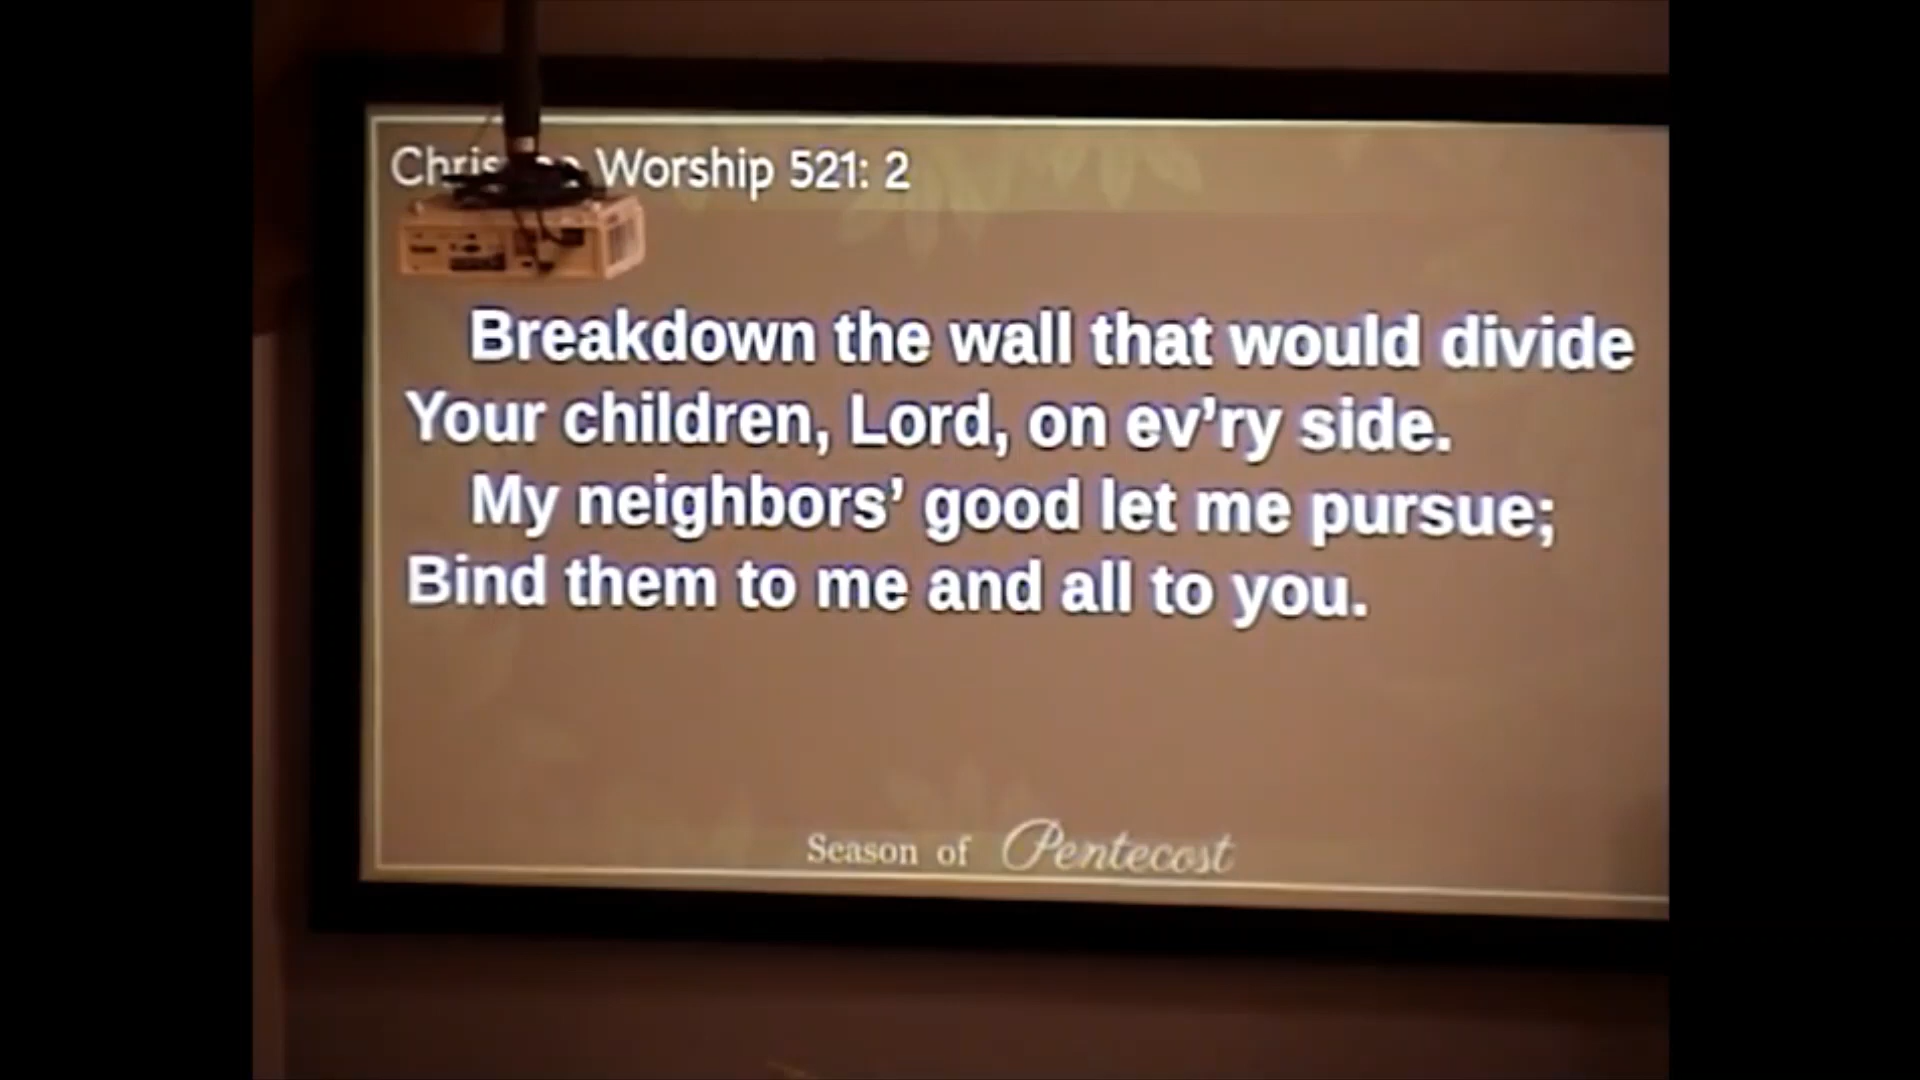 Worship 521: 2
Breakdown the wall that would divide
Your children, Lord, on ev’ry side.
My neighbors’ good let me pursue;
Bind them to me and all to you.
Season of Pentecost